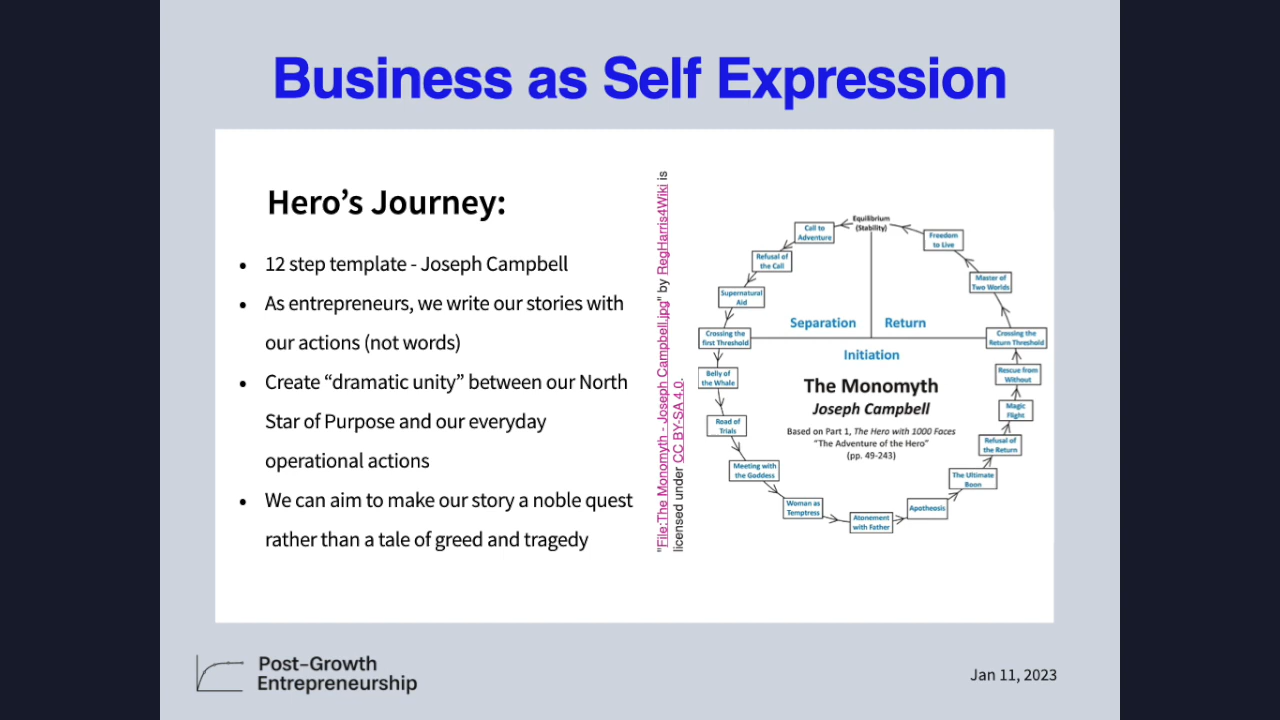 Business as Self Expression
Hero's Journey:
• 12 step template - Joseph Campbell
• As entrepreneurs, we write our stories with
our actions (not words)
• Create “dramatic unity” between our North
Star of Purpose and our everyday
operational actions
• We can aim to make our story a noble quest
rather than a tale of greed and tragedy
"File:The Monomyth - Joseph Campbell.jpg" by RegHarris4Wiki is
licensed under CC BY-SA 4.0.
Equilibrium
(Stability)
Call to
Adventure
Refusal of
the Call
Supernatural
Aid
Crossing the
first Threshold
Belly of
the Whale
Road of
Trials
Meeting with
the Goddess
Woman as
Temptress
Atonement
with Father
Apotheosis
The Ultimate
Boon
Refusal of
the Return
Magic
Flight
Rescue from
Without
Crossing the
Return Threshold
Master of
Two Worlds
Freedom
to Live
Separation
Return
Initiation
The Monomyth
Joseph Campbell
Based on Part 1, The Hero with 1000 Faces
“The Adventure of the Hero”
(pp. 49-243)
Post-Growth
Entrepreneurship
Jan 11, 2023